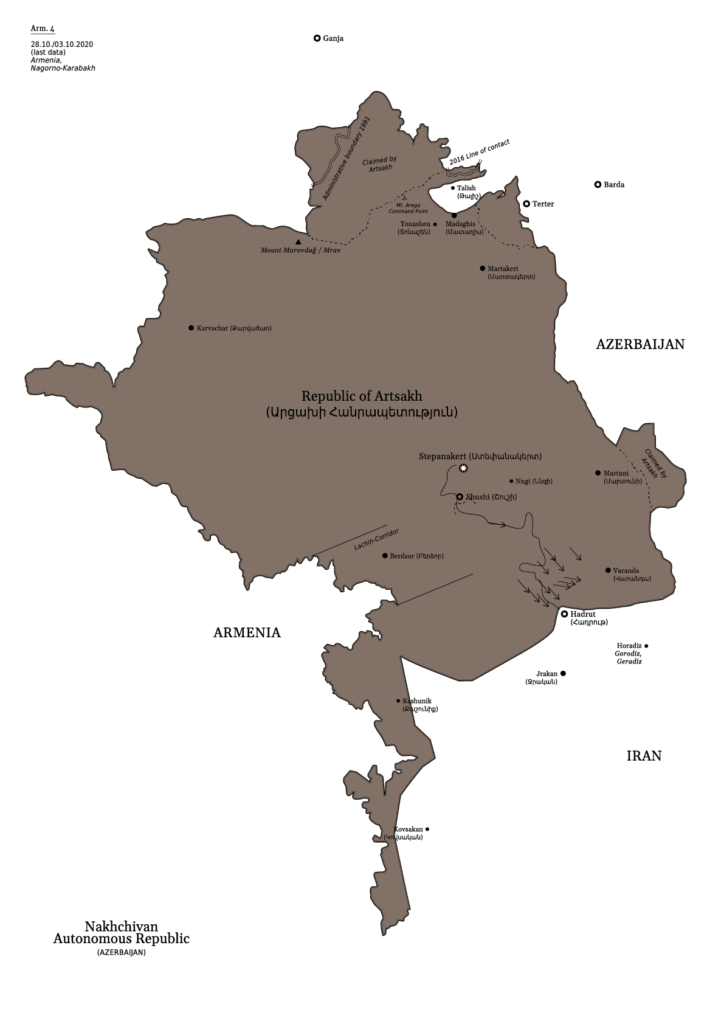 Arm. 4
28.10./03.10.2020
(last data)
Armenia,
Nagorno-Karabakh
Ganja
Administrative boundary 1991
Claimed by
Artsakh
2016 Line of contact
Talish
(Թալիշ)
Barda
Terter
Mt. Arega
Command Point
Tonashen
(Տոնաշեն)
Madaghis
(Մատաղիս)
Mount Murovdağ / Mrav
Martakert
(Մարտակերտ)
Karvachar (Քարվաճառ)
AZERBAIJAN
Republic of Artsakh
(Արցախի Հանրապետություն)
Stepanakert (Ստեփանակերտ)
Claimed by
Artsakh
Martuni
(Մարտունի)
Nngi (Ննգի)
Shushi (Շուշի)
Lachin-Corridor
Berdzor (Բերձոր)
Varanda
(Վարանդա)
Hadrut
(Հադրութ)
ARMENIA
Horadiz
Goradiz,
Geradiz
Jrakan
(Ջրական)
Kashunik
(Քաշունիք)
IRAN
Kovsakan
(Կովսական)
Nakhchivan
Autonomous Republic
(AZERBAIJAN)